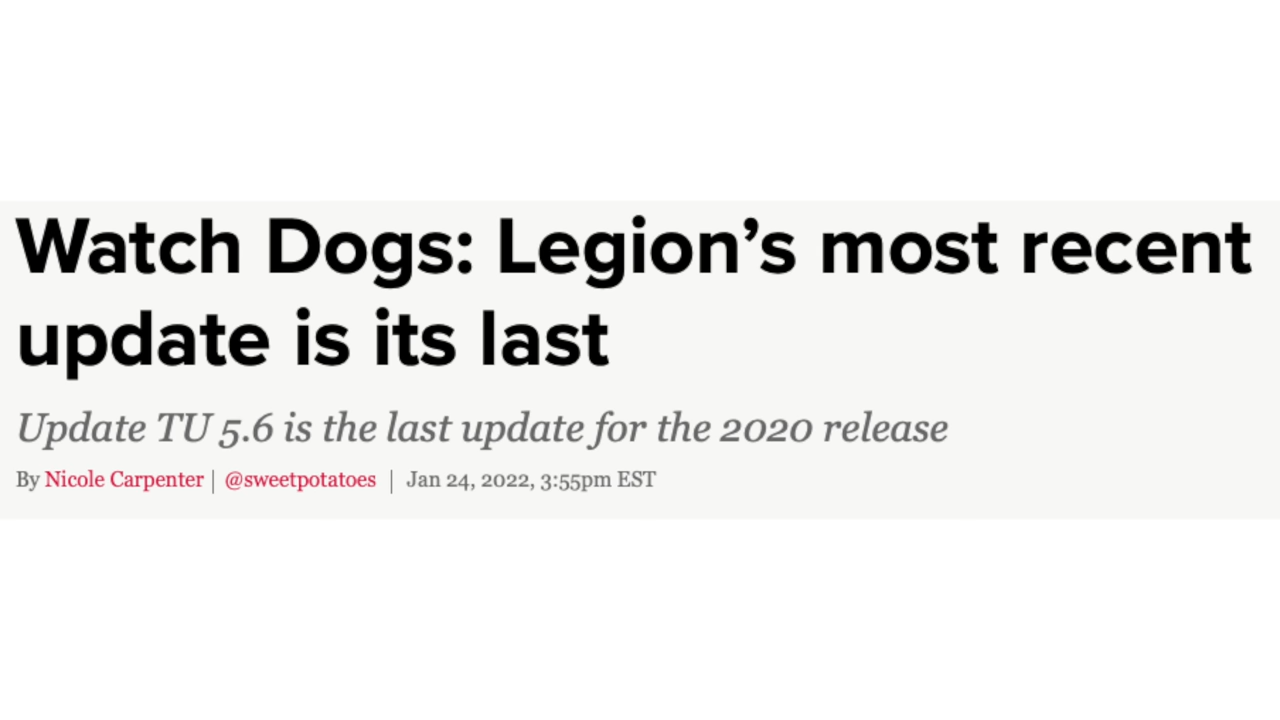 Watch Dogs: Legion’s most recent
update is its last
Update TU 5.6 is the last update for the 2020 release
By Nicole Carpenter | @sweetpotatoes | Jan 24, 2022, 3:55pm EST